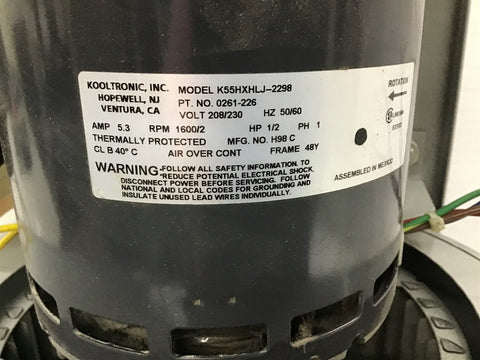 KOOLTRONIC, INC. MODEL K55HXHLJ-2298
HOPEWELL, NJ PT. NO. 0261-226
VENTURA, CA VOLT 208/230 HZ 50/60
ROTATION
AMP 5.3 RPM 1600/2 HP 1/2 PH 1
THERMALLY PROTECTED MFG. NO. H98 C
CL B 40° C AIR OVER CONT FRAME 48Y
WARNING-FOLLOW ALL SAFETY INFORMATION. TO
REDUCE POTENTIAL ELECTRICAL SHOCK,
DISCONNECT POWER BEFORE SERVICING. FOLLOW
NATIONAL AND LOCAL CODES FOR GROUNDING AND
INSULATE UNUSED LEAD WIRES INDIVIDUALLY.
ASSEMBLED IN MEXICO